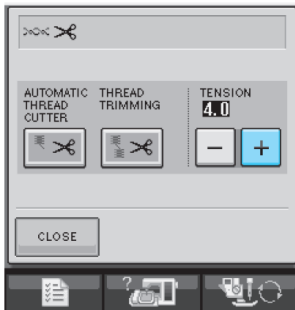 AUTOMATIC THREAD CUTTER
THREAD TRIMMING
TENSION
4.0
− +
CLOSE
?